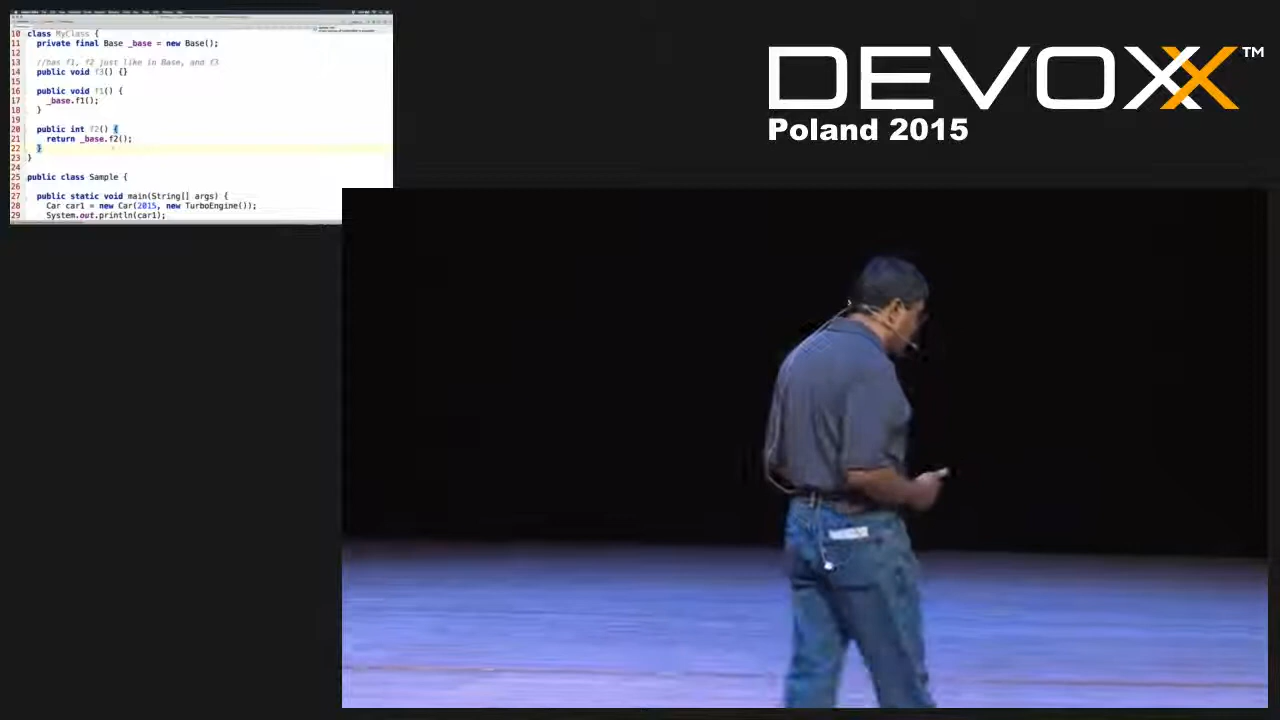 10 class MyClass {
11 private final Base _base = new Base();
12
13 //has f1, f2 just like in Base, and f3
14 public void f3() {}
15
16 public void f1() {
17 _base.f1();
18 }
19
20 public int f2() {
21 return _base.f2();
22 }
23 }
24
25 public class Sample {
26
27 public static void main(String[] args) {
28 Car car1 = new Car(2015, new TurboEngine());
29 System.out.println(car1);
DEVOXX™
Poland 2015